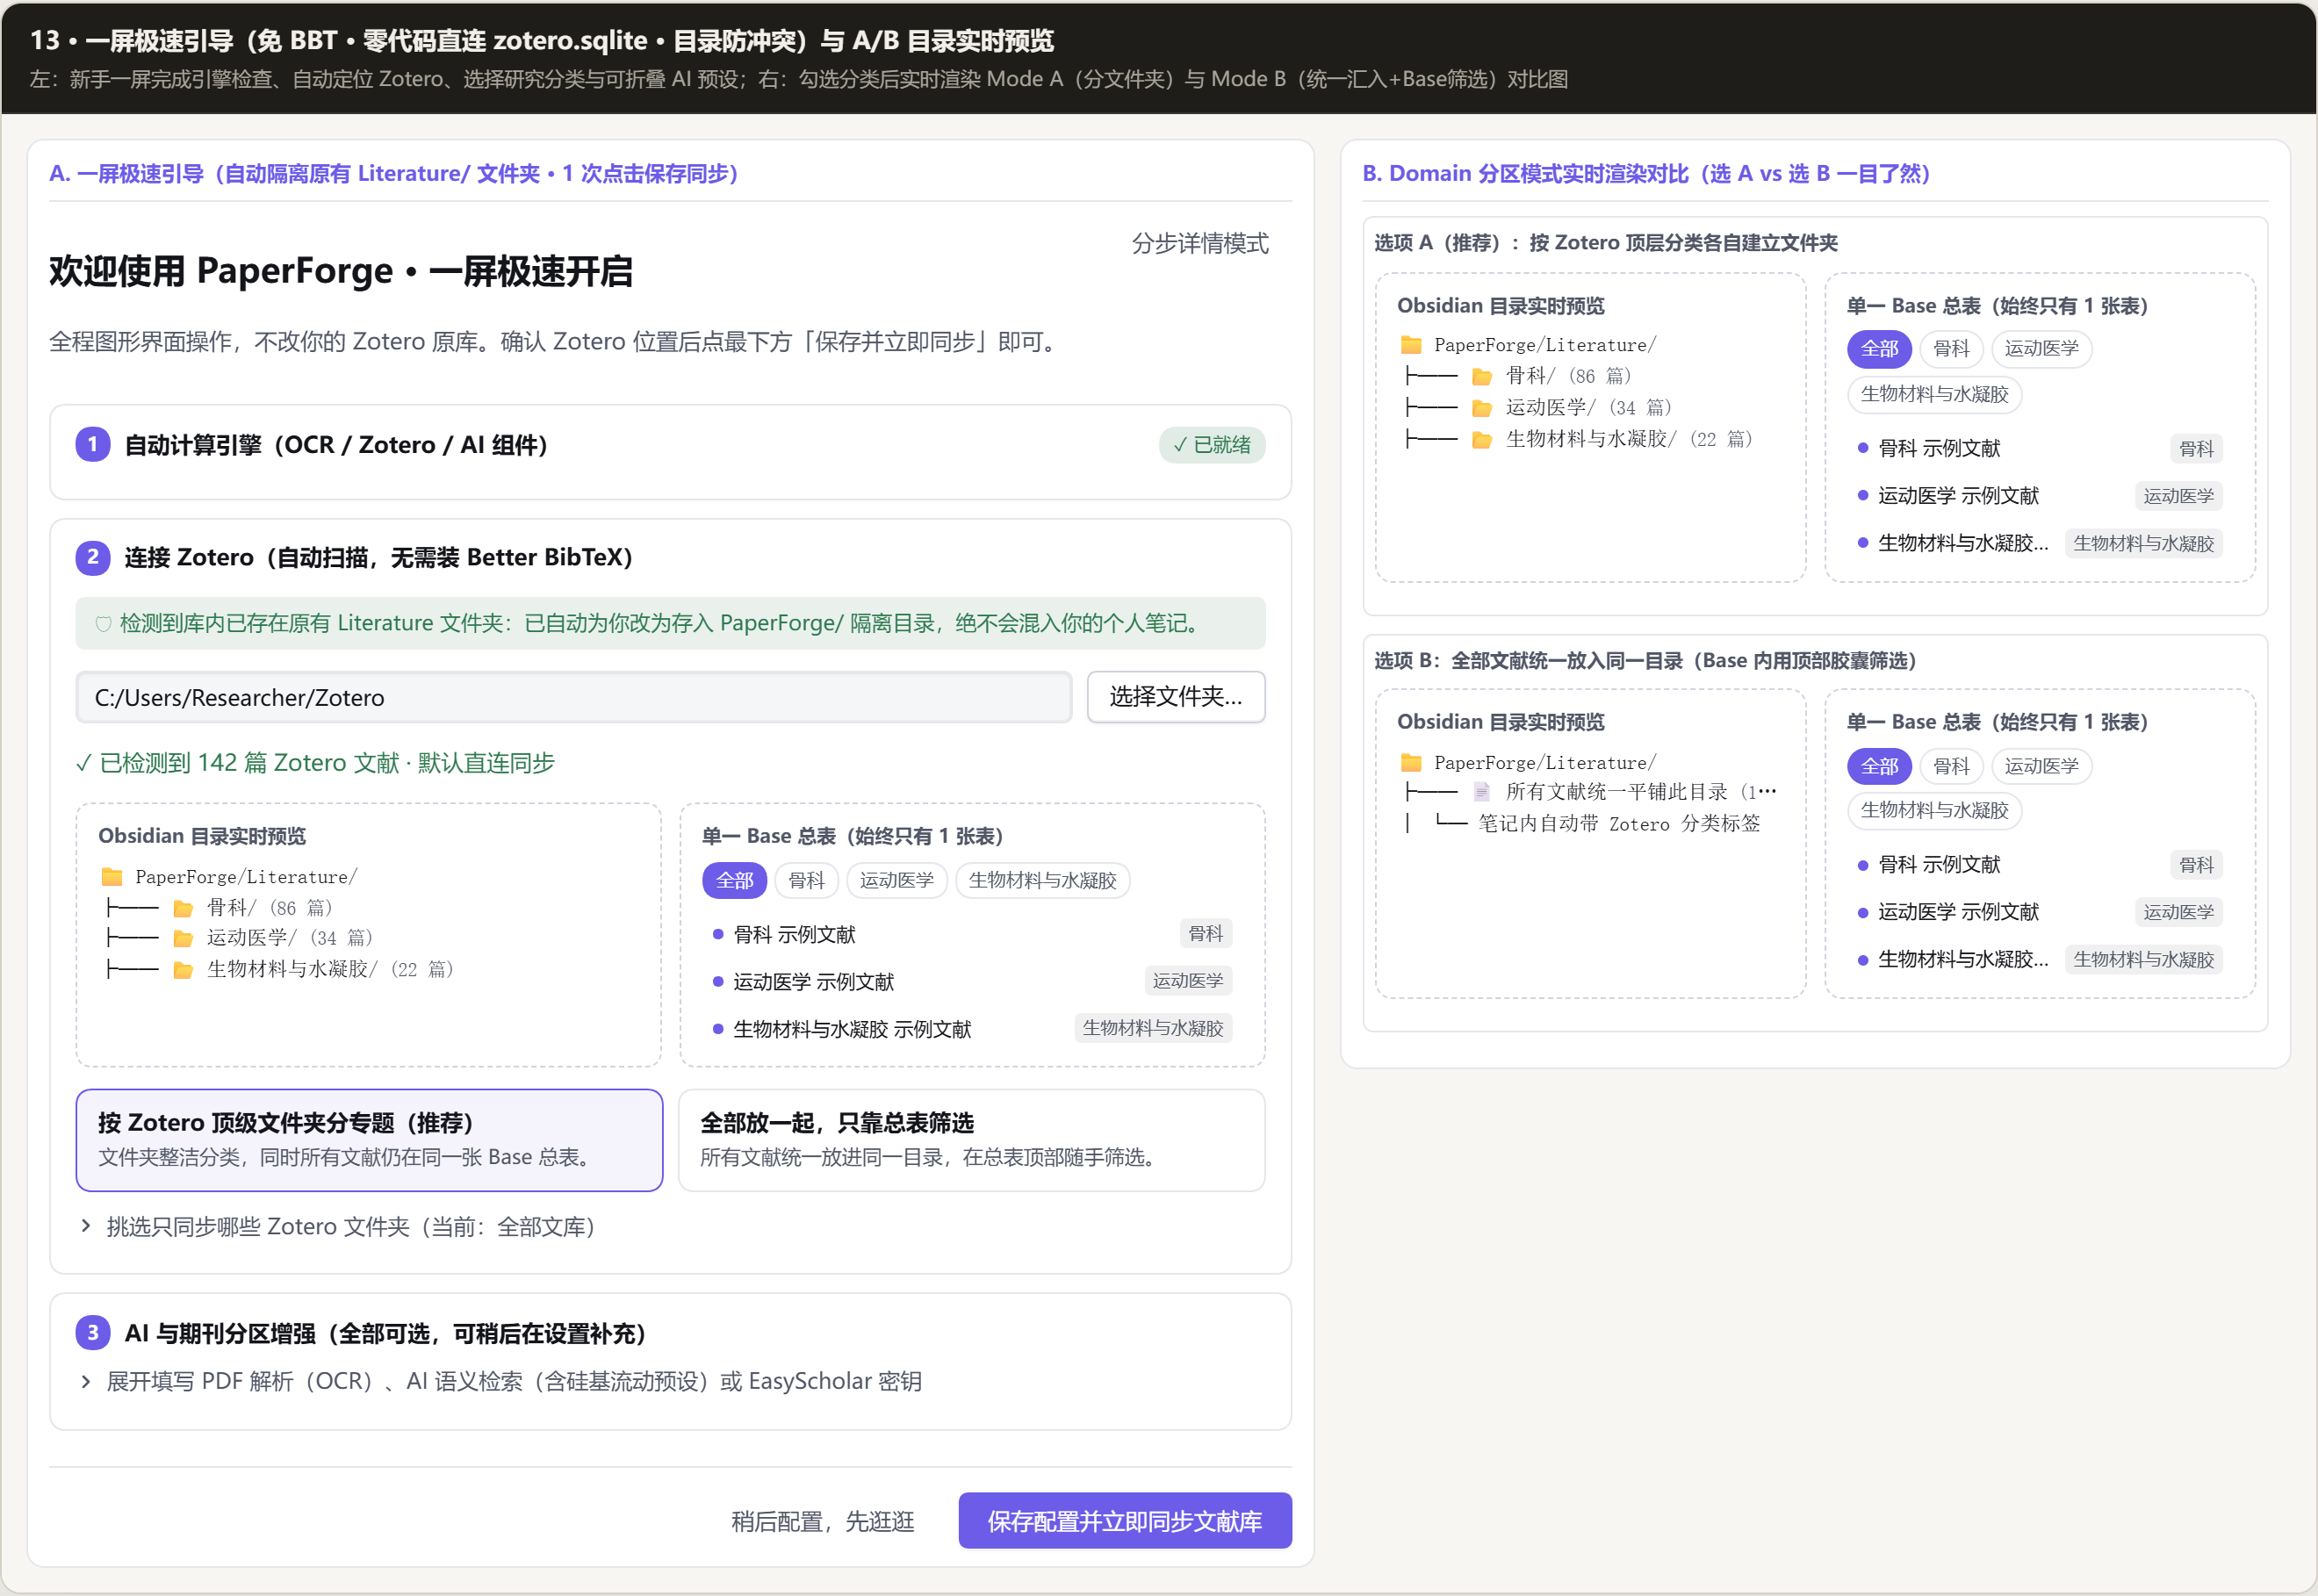 13 • 一屏极速引导（免 BBT • 零代码直连 zotero.sqlite • 目录防冲突）与 A/B 目录实时预览
左：新手一屏完成引擎检查、自动定位 Zotero、选择研究分类与可折叠 AI 预设；右：勾选分类后实时渲染 Mode A（分文件夹）与 Mode B（统一汇入+Base筛选）对比图
A. 一屏极速引导（自动隔离原有 Literature/ 文件夹 • 1 次点击保存同步）
分步详情模式
欢迎使用 PaperForge • 一屏极速开启
全程图形界面操作，不改你的 Zotero 原库。确认 Zotero 位置后点最下方「保存并立即同步」即可。
1 自动计算引擎（OCR / Zotero / AI 组件）
✓ 已就绪
2 连接 Zotero（自动扫描，无需装 Better BibTeX）
检测到库内已存在原有 Literature 文件夹：已自动为你改为存入 PaperForge/ 隔离目录，绝不会混入你的个人笔记。
C:/Users/Researcher/Zotero
选择文件夹...
✓ 已检测到 142 篇 Zotero 文献 · 默认直连同步
Obsidian 目录实时预览
PaperForge/Literature/
├── 骨科/（86 篇）
├── 运动医学/（34 篇）
├── 生物材料与水凝胶/（22 篇）
单一 Base 总表（始终只有 1 张表）
全部 骨科 运动医学 生物材料与水凝胶
• 骨科 示例文献 骨科
• 运动医学 示例文献 运动医学
• 生物材料与水凝胶 示例文献 生物材料与水凝胶
按 Zotero 顶级文件夹分专题（推荐）
文件夹整洁分类，同时所有文献仍在同一张 Base 总表。
全部放一起，只靠总表筛选
所有文献统一放进同一目录，在总表顶部随手筛选。
› 挑选只同步哪些 Zotero 文件夹（当前：全部文库）
3 AI 与期刊分区增强（全部可选，可稍后在设置补充）
› 展开填写 PDF 解析（OCR）、AI 语义检索（含硅基流动预设）或 EasyScholar 密钥
稍后配置，先逛逛
保存配置并立即同步文献库
B. Domain 分区模式实时渲染对比（选 A vs 选 B 一目了然）
选项 A（推荐）：按 Zotero 顶层分类各自建立文件夹
Obsidian 目录实时预览
PaperForge/Literature/
├── 骨科/（86 篇）
├── 运动医学/（34 篇）
├── 生物材料与水凝胶/（22 篇）
单一 Base 总表（始终只有 1 张表）
全部 骨科 运动医学
生物材料与水凝胶
• 骨科 示例文献 骨科
• 运动医学 示例文献 运动医学
• 生物材料与水凝胶... 生物材料与水凝胶
选项 B：全部文献统一放入同一目录（Base 内用顶部胶囊筛选）
Obsidian 目录实时预览
PaperForge/Literature/
├── 所有文献统一平铺此目录（1…
│ └── 笔记内自动带 Zotero 分类标签
单一 Base 总表（始终只有 1 张表）
全部 骨科 运动医学
生物材料与水凝胶
• 骨科 示例文献 骨科
• 运动医学 示例文献 运动医学
• 生物材料与水凝胶... 生物材料与水凝胶